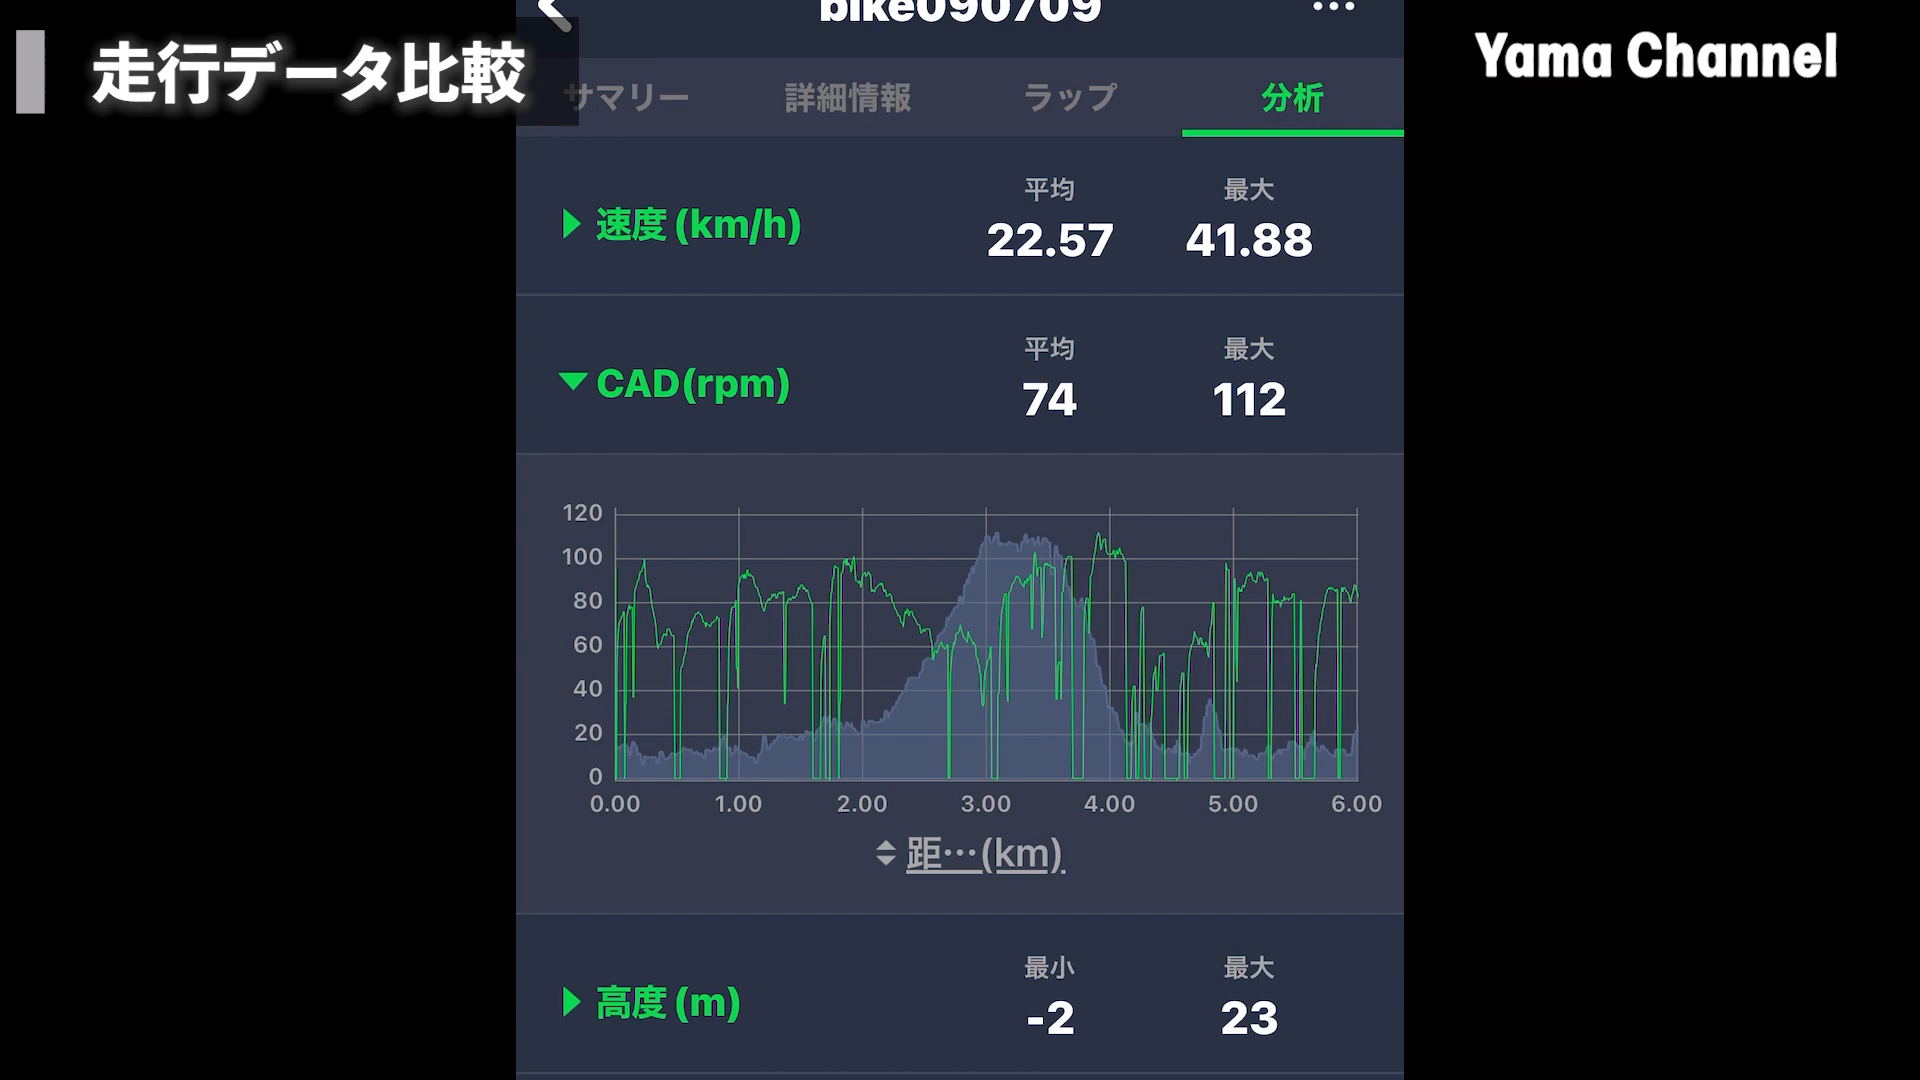 bike090709
走行データ比較
Yama Channel
サマリー 詳細情報 ラップ 分析
平均 最大
速度 (km/h) 22.57 41.88
平均 最大
CAD(rpm) 74 112
120
100
80
60
40
20
0
0.00 1.00 2.00 3.00 4.00 5.00 6.00
距…(km)
最小 最大
高度 (m) -2 23